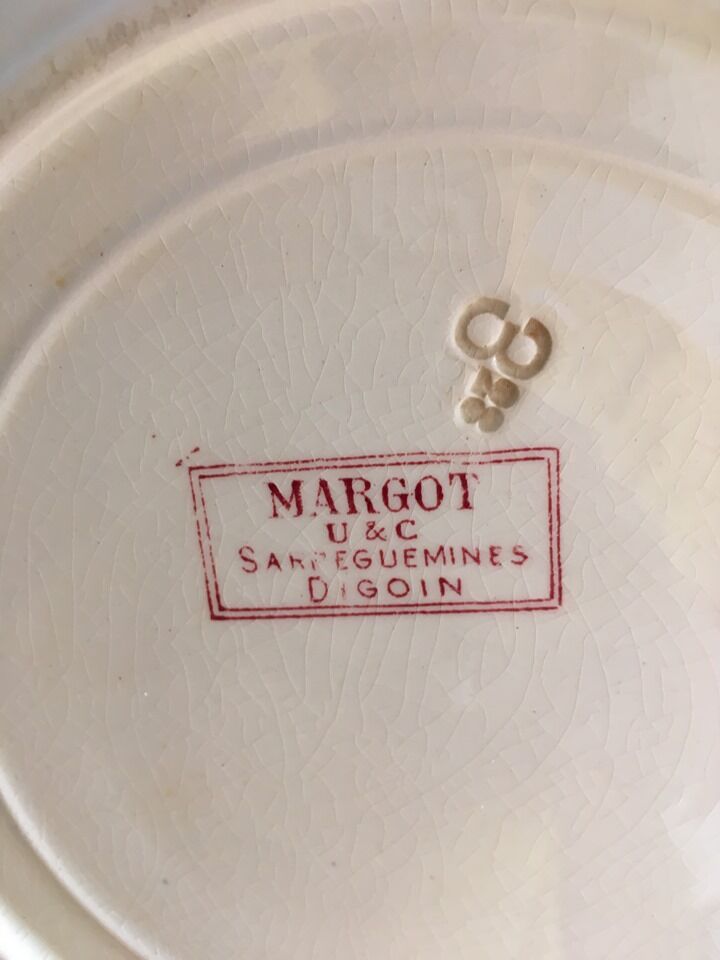 MARGOT
U & C
SARREGUEMINES
DIGOIN